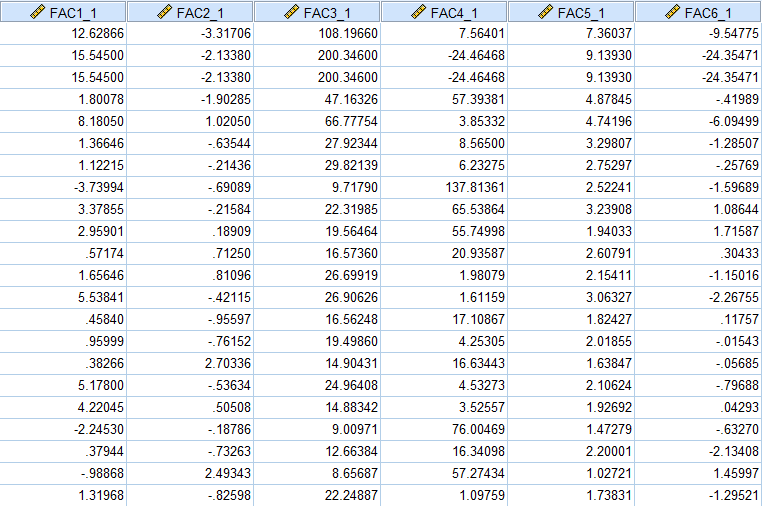 FAC1_1 FAC2_1 FAC3_1 FAC4_1 FAC5_1 FAC6_1
12.62866 -3.31706 108.19660 7.56401 7.36037 -9.54775
15.54500 -2.13380 200.34600 -24.46468 9.13930 -24.35471
15.54500 -2.13380 200.34600 -24.46468 9.13930 -24.35471
1.80078 -1.90285 47.16326 57.39381 4.87845 -.41989
8.18050 1.02050 66.77754 3.85332 4.74196 -6.09499
1.36646 -.63544 27.92344 8.56500 3.29807 -1.28507
1.12215 -.21436 29.82139 6.23275 2.75297 -.25769
-3.73994 -.69089 9.71790 137.81361 2.52241 -1.59689
3.37855 -.21584 22.31985 65.53864 3.23908 1.08644
2.95901 .18909 19.56464 55.74998 1.94033 1.71587
.57174 .71250 16.57360 20.93587 2.60791 .30433
1.65646 .81096 26.69919 1.98079 2.15411 -1.15016
5.53841 -.42115 26.90626 1.61159 3.06327 -2.26755
.45840 -.95597 16.56248 17.10867 1.82427 .11757
.95999 -.76152 19.49860 4.25305 2.01855 -.01543
.38266 2.70336 14.90431 16.63443 1.63847 -.05685
5.17800 -.53634 24.96408 4.53273 2.10624 -.79688
4.22045 .50508 14.88342 3.52557 1.92692 .04293
-2.24530 -.18786 9.00971 76.00469 1.47279 -.63270
.37944 -.73263 12.66384 16.34098 2.20001 -2.13408
-.98868 2.49343 8.65687 57.27434 1.02721 1.45997
1.31968 -.82598 22.24887 1.09759 1.73831 -1.29521